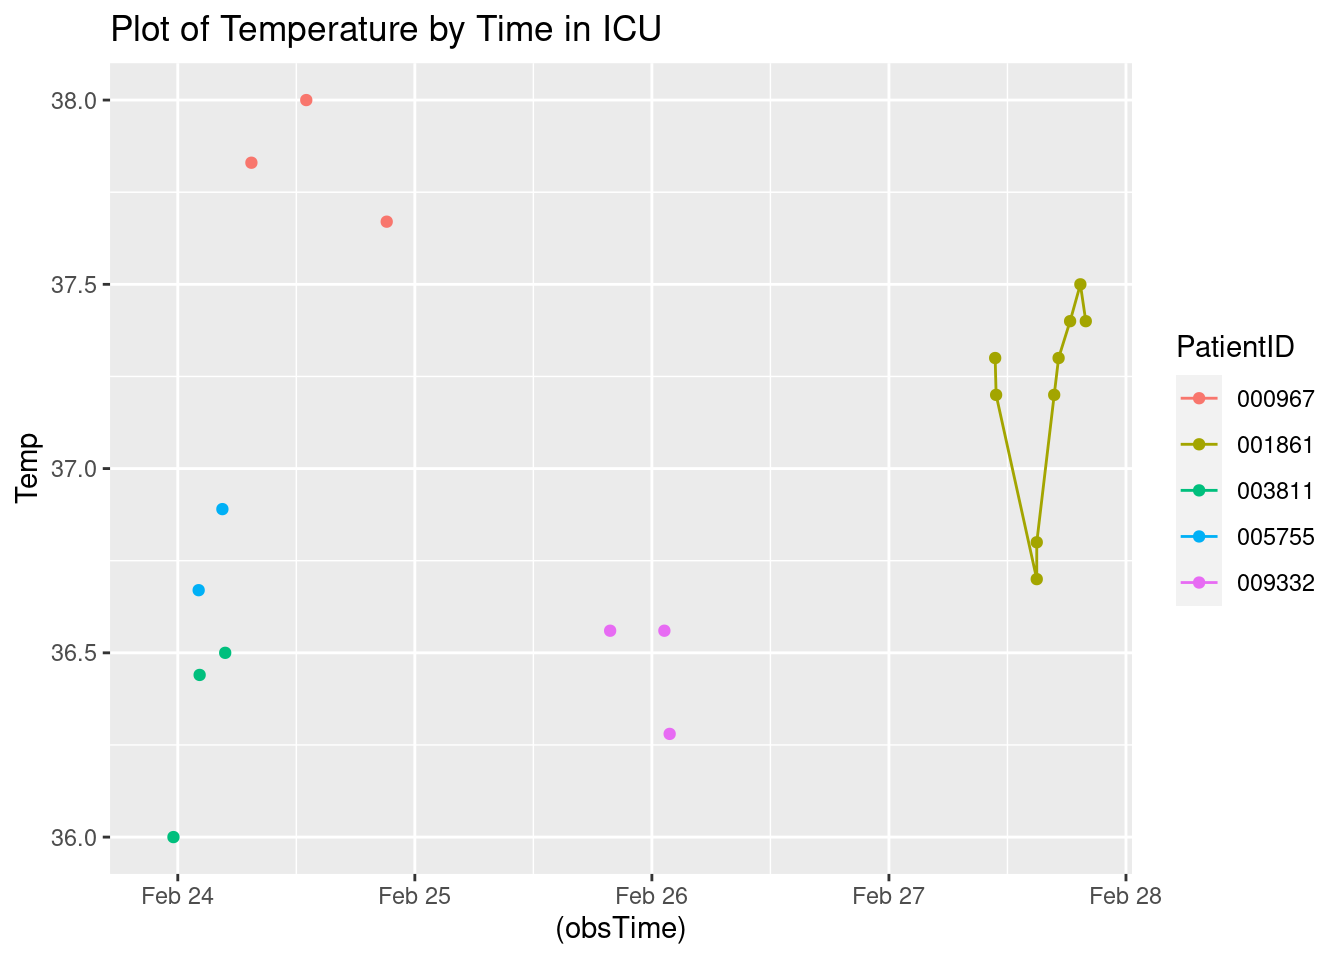 Plot of Temperature by Time in ICU
38.0
37.5
37.0
36.5
36.0
Temp
Feb 24 Feb 25 Feb 26 Feb 27 Feb 28
(obsTime)
PatientID
000967
001861
003811
005755
009332